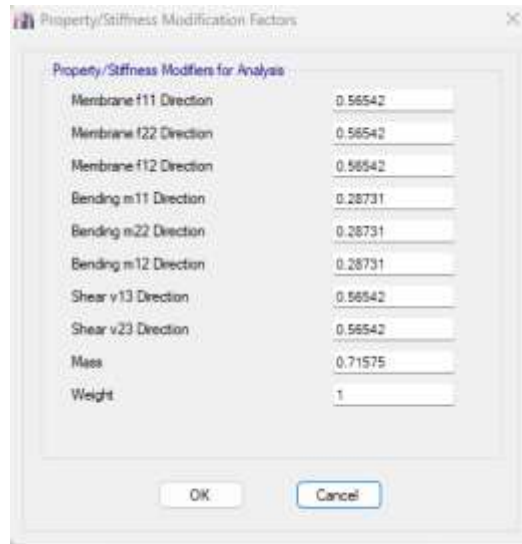 Property/Stiffness Modification Factors
Property/Stiffness Modifiers for Analysis
Membrane f11 Direction 0.56542
Membrane f22 Direction 0.56542
Membrane f12 Direction 0.56542
Bending m11 Direction 0.28731
Bending m22 Direction 0.28731
Bending m12 Direction 0.28731
Shear v13 Direction 0.56542
Shear v23 Direction 0.56542
Mass 0.71575
Weight 1
OK Cancel